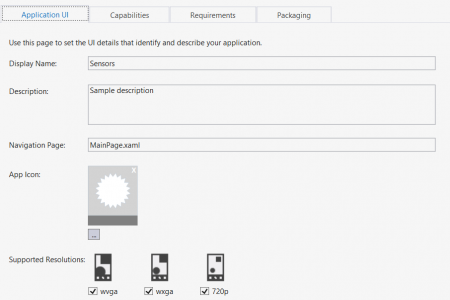 Application UI Capabilities Requirements Packaging
Use this page to set the UI details that identify and describe your application.
Display Name: Sensors
Description: Sample description
Navigation Page: MainPage.xaml
App Icon: X
...
Supported Resolutions:
wvga wxga 720p